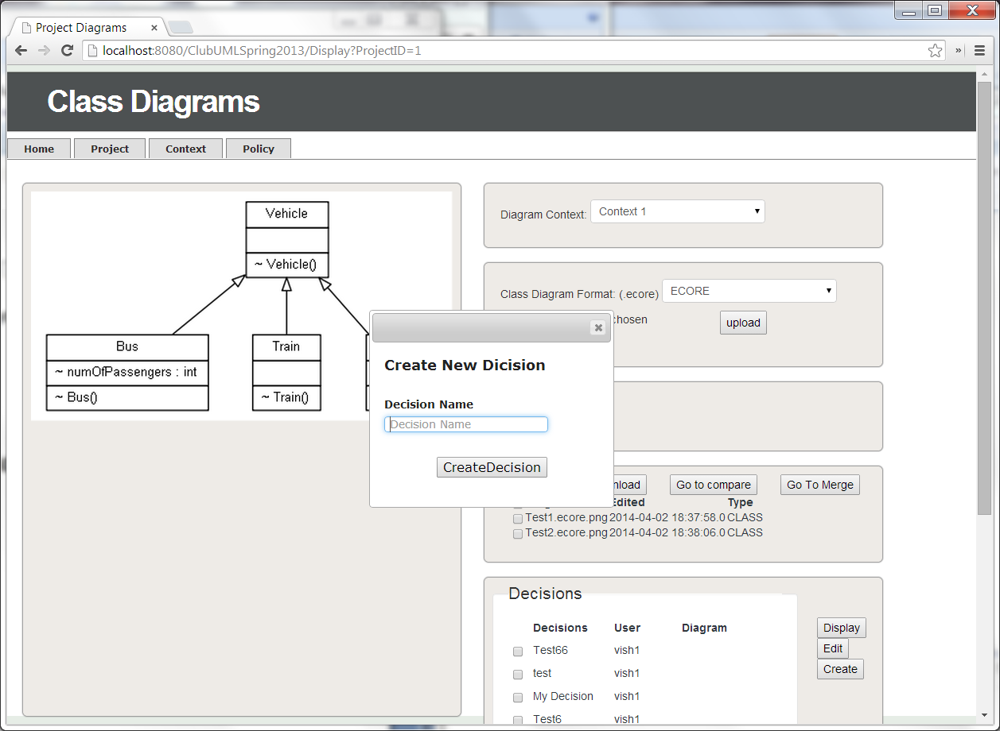 Project Diagrams
localhost:8080/ClubUMLSpring2013/Display?ProjectID=1
Class Diagrams
Home Project Context Policy
Vehicle
~ Vehicle()
Bus
~ numOfPassengers : int
~ Bus()
Train
~ Train()
Diagram Context: Context 1
Class Diagram Format: (.ecore) ECORE
chosen upload
Create New Dicision
Decision Name
Decision Name
CreateDecision
nload Go to compare Go To Merge
Edited Type
Test1.ecore.png 2014-04-02 18:37:58.0 CLASS
Test2.ecore.png 2014-04-02 18:38:06.0 CLASS
Decisions
Decisions User Diagram
Test66 vish1
test vish1
My Decision vish1
Test6 vish1
Display
Edit
Create